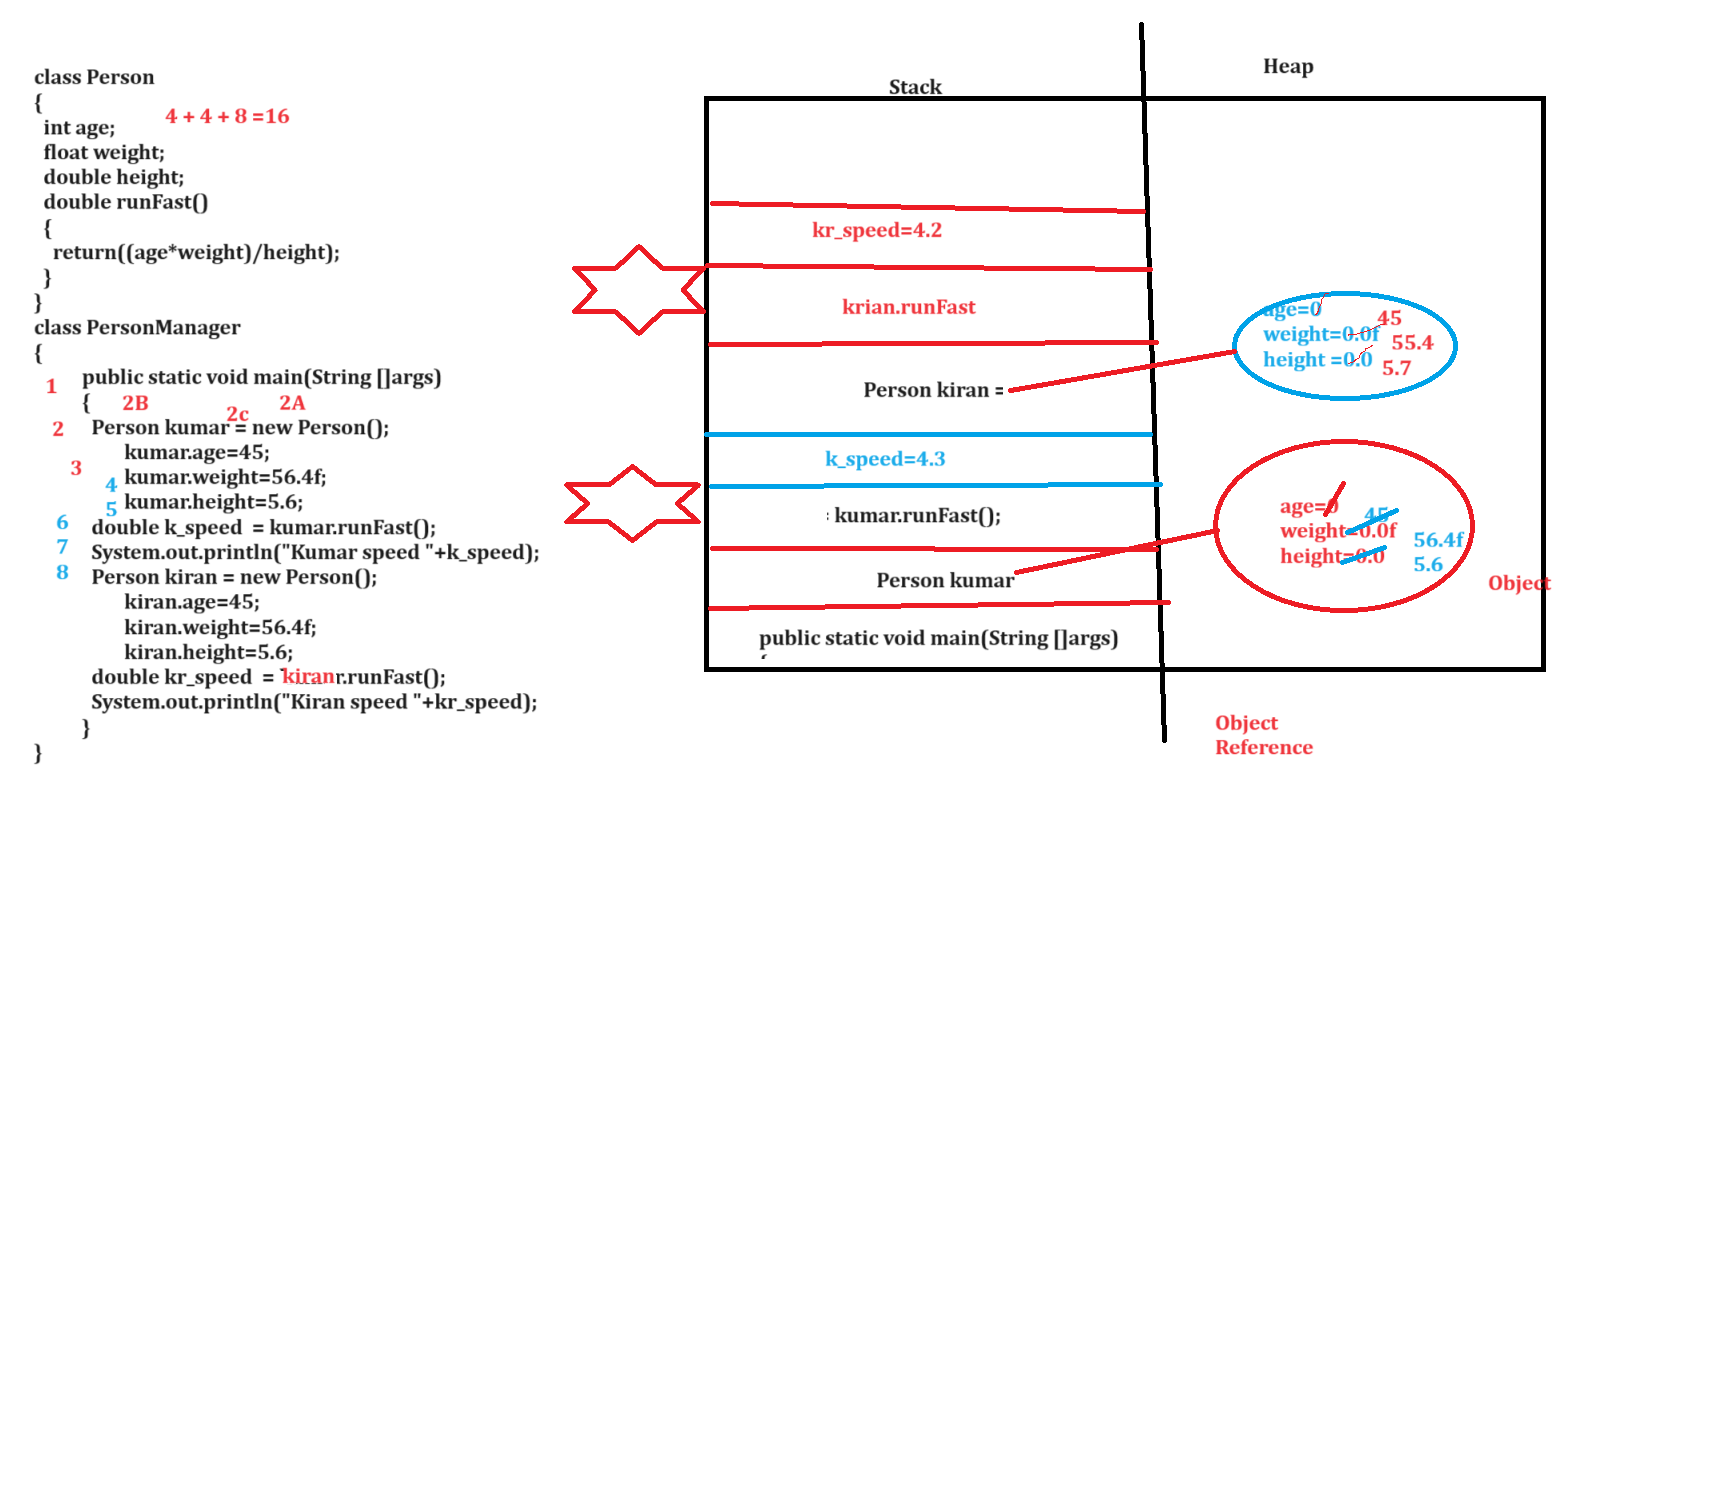 class Person
{
4 + 4 + 8 =16
int age;
float weight;
double height;
double runFast()
{
return((age*weight)/height);
}
}
class PersonManager
{
1 public static void main(String []args)
{ 2B 2c 2A
2 Person kumar = new Person();
kumar.age=45;
3 kumar.weight=56.4f;
4
5 kumar.height=5.6;
6 double k_speed = kumar.runFast();
7 System.out.println("Kumar speed "+k_speed);
8 Person kiran = new Person();
kiran.age=45;
kiran.weight=56.4f;
kiran.height=5.6;
double kr_speed = kiranr.runFast();
System.out.println("Kiran speed "+kr_speed);
}
}
Stack
Heap
kr_speed=4.2
krian.runFast
Person kiran =
k_speed=4.3
: kumar.runFast();
Person kumar
public static void main(String []args)
age=0
45
weight=0.0f
55.4
height =0.0
5.7
age=0
45
weight=0.0f
56.4f
height=0.0
5.6
Object
Object
Reference